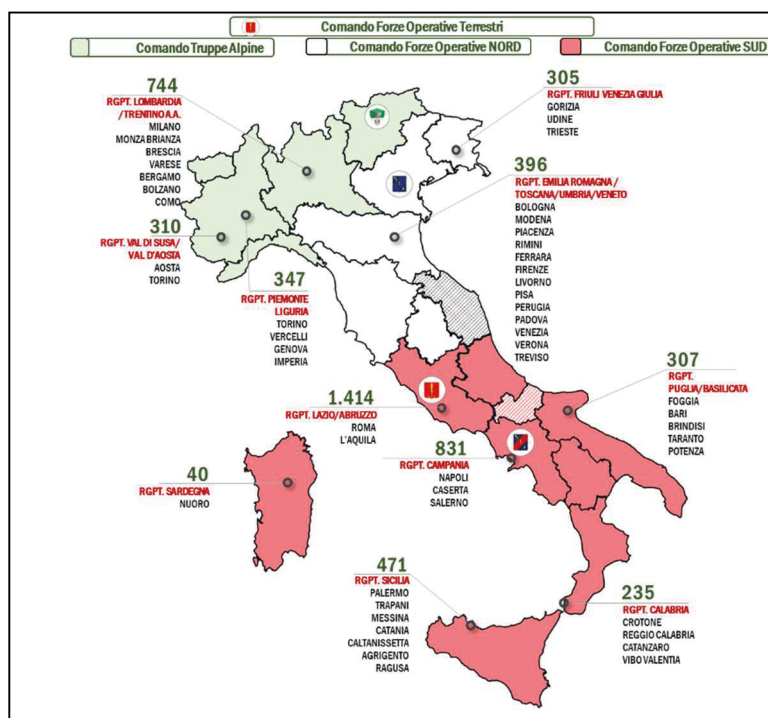 Comando Forze Operative Terrestri
Comando Truppe Alpine
Comando Forze Operative NORD
Comando Forze Operative SUD
744
RGPT. LOMBARDIA
/TRENTINO A.A.
MILANO
MONZA BRIANZA
BRESCIA
VARESE
BERGAMO
BOLZANO
COMO
305
RGPT. FRIULI VENEZIA GIULIA
GORIZIA
UDINE
TRIESTE
396
RGPT. EMILIA ROMAGNA /
TOSCANA/UMBRIA/VENETO
BOLOGNA
MODENA
PIACENZA
RIMINI
FERRARA
FIRENZE
LIVORNO
PISA
PERUGIA
PADOVA
VENEZIA
VERONA
TREVISO
310
RGPT. VAL DI SUSA/
VAL D'AOSTA
AOSTA
TORINO
347
RGPT. PIEMONTE
LIGURIA
TORINO
VERCELLI
GENOVA
IMPERIA
307
RGPT.
PUGLIA/BASILICATA
FOGGIA
BARI
BRINDISI
TARANTO
POTENZA
1.414
RGPT. LAZIO/ABRUZZO
ROMA
L'AQUILA
831
RGPT. CAMPANIA
NAPOLI
CASERTA
SALERNO
40
RGPT. SARDEGNA
NUORO
471
RGPT. SICILIA
PALERMO
TRAPANI
MESSINA
CATANIA
CALTANISSETTA
AGRIGENTO
RAGUSA
235
RGPT. CALABRIA
CROTONE
REGGIO CALABRIA
CATANZARO
VIBO VALENTIA